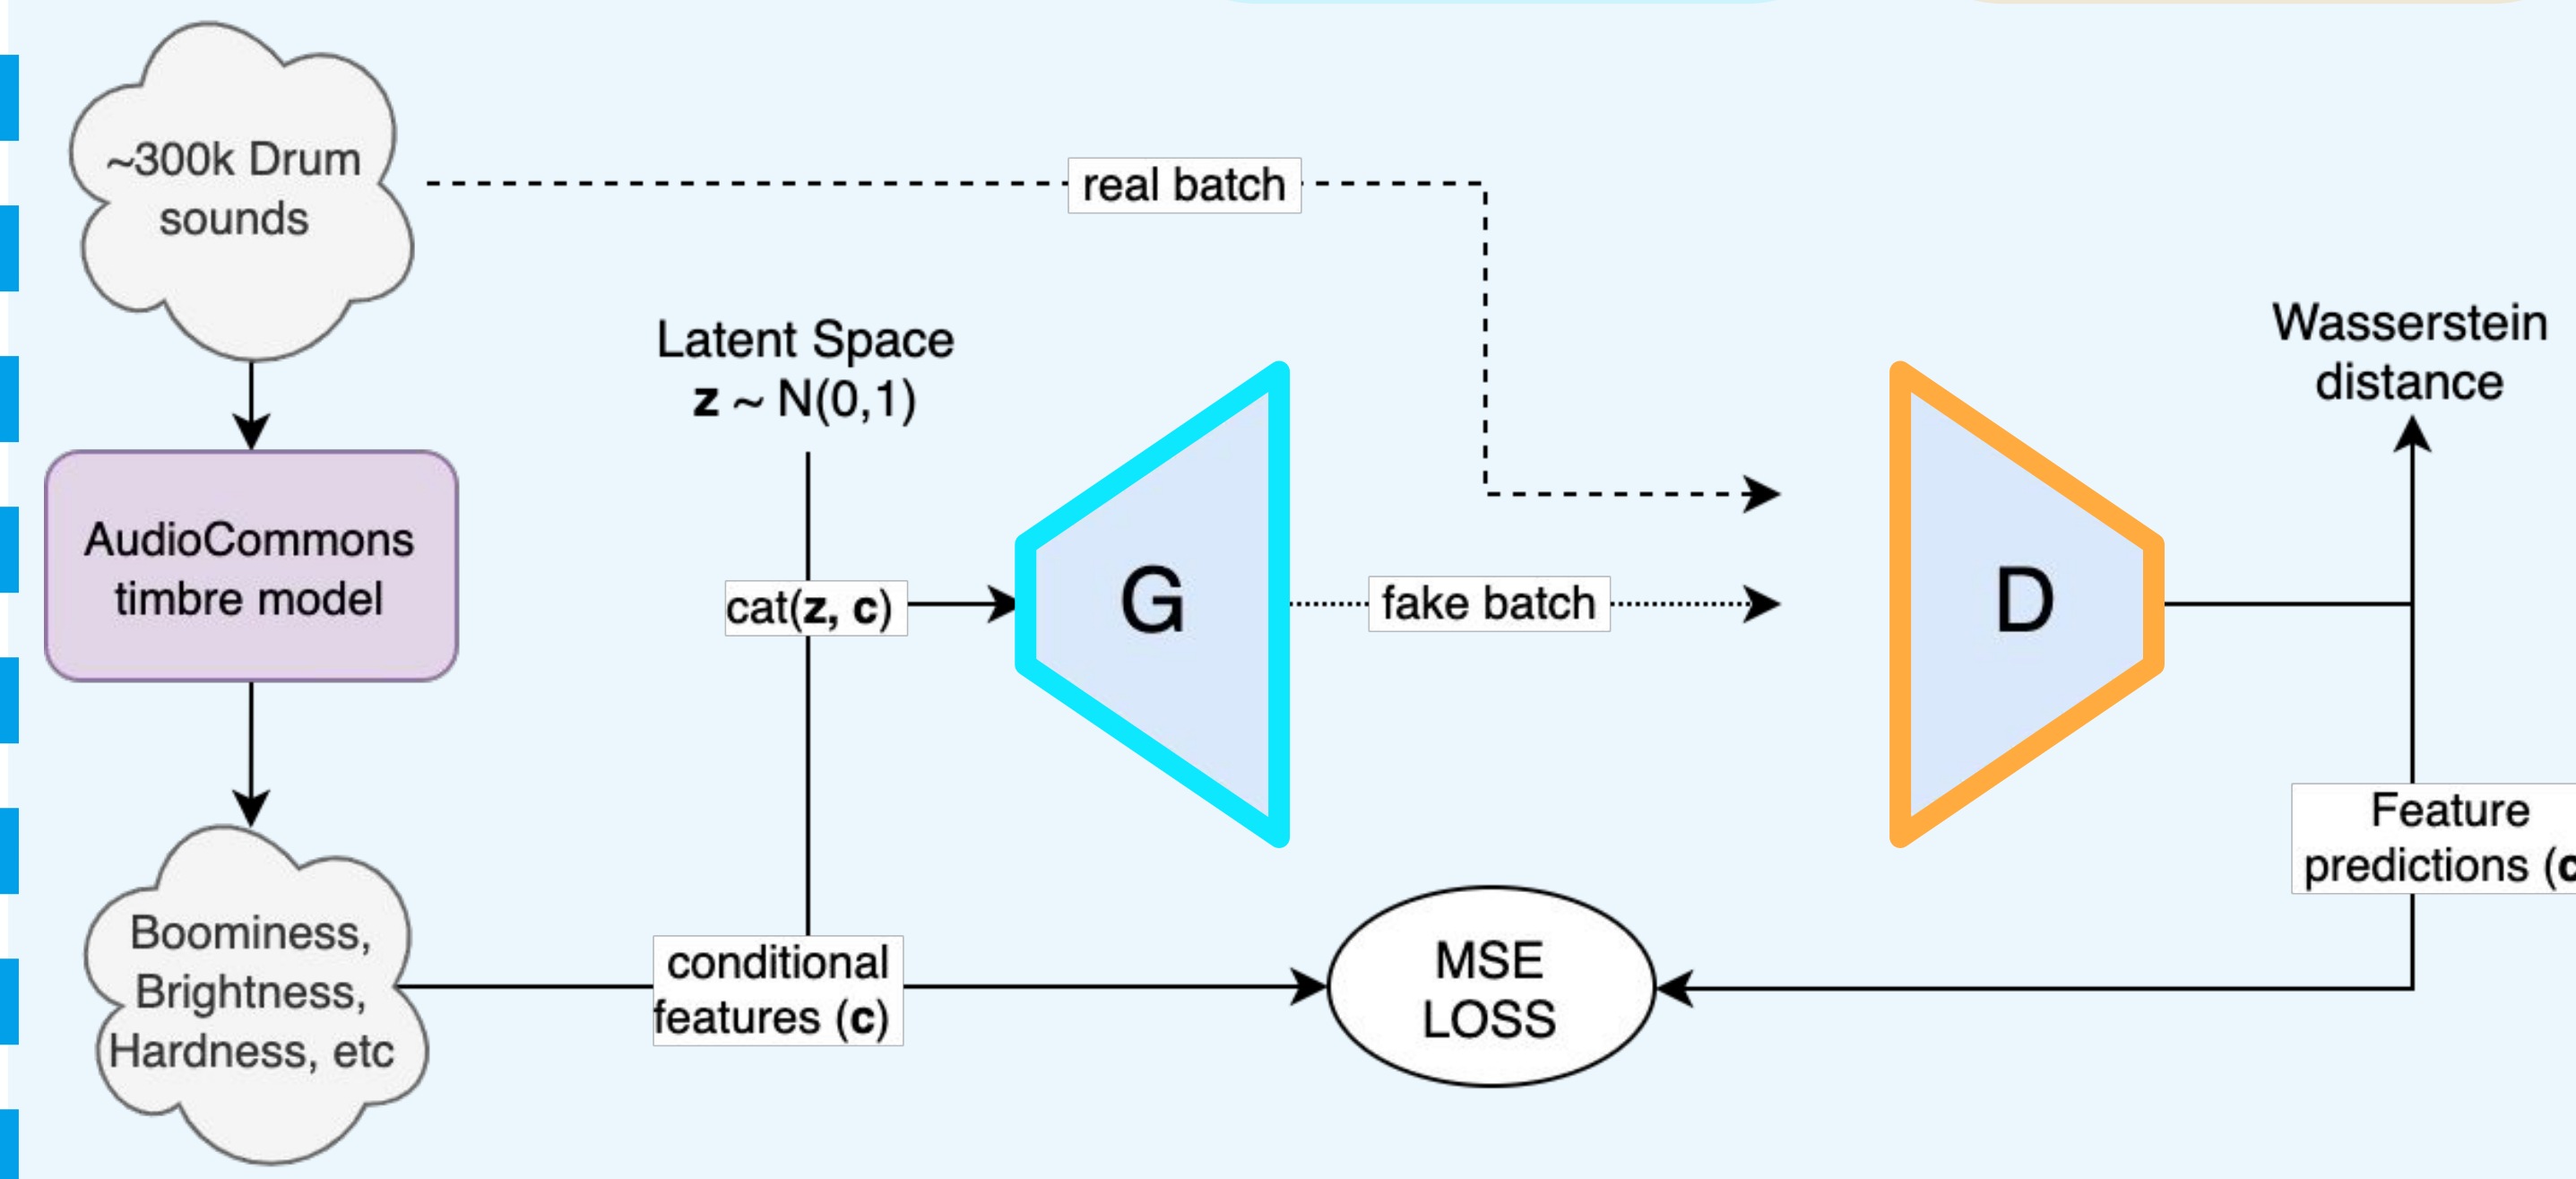 ~300k Drum
sounds
real batch
Latent Space
z ~ N(0,1)
Wasserstein
distance
AudioCommons
timbre model
cat(z, c)
G
fake batch
D
Feature
predictions (c
Boominess,
Brightness,
Hardness, etc
conditional
features (c)
MSE
LOSS